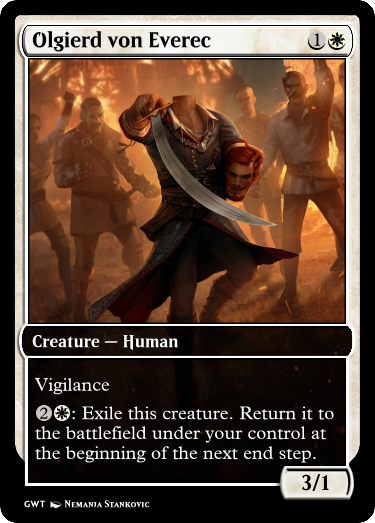 Olgierd von Everec 1
Creature — Human
Vigilance
2: Exile this creature. Return it to
the battlefield under your control at
the beginning of the next end step.
3/1
GWT Nemania Stankovic